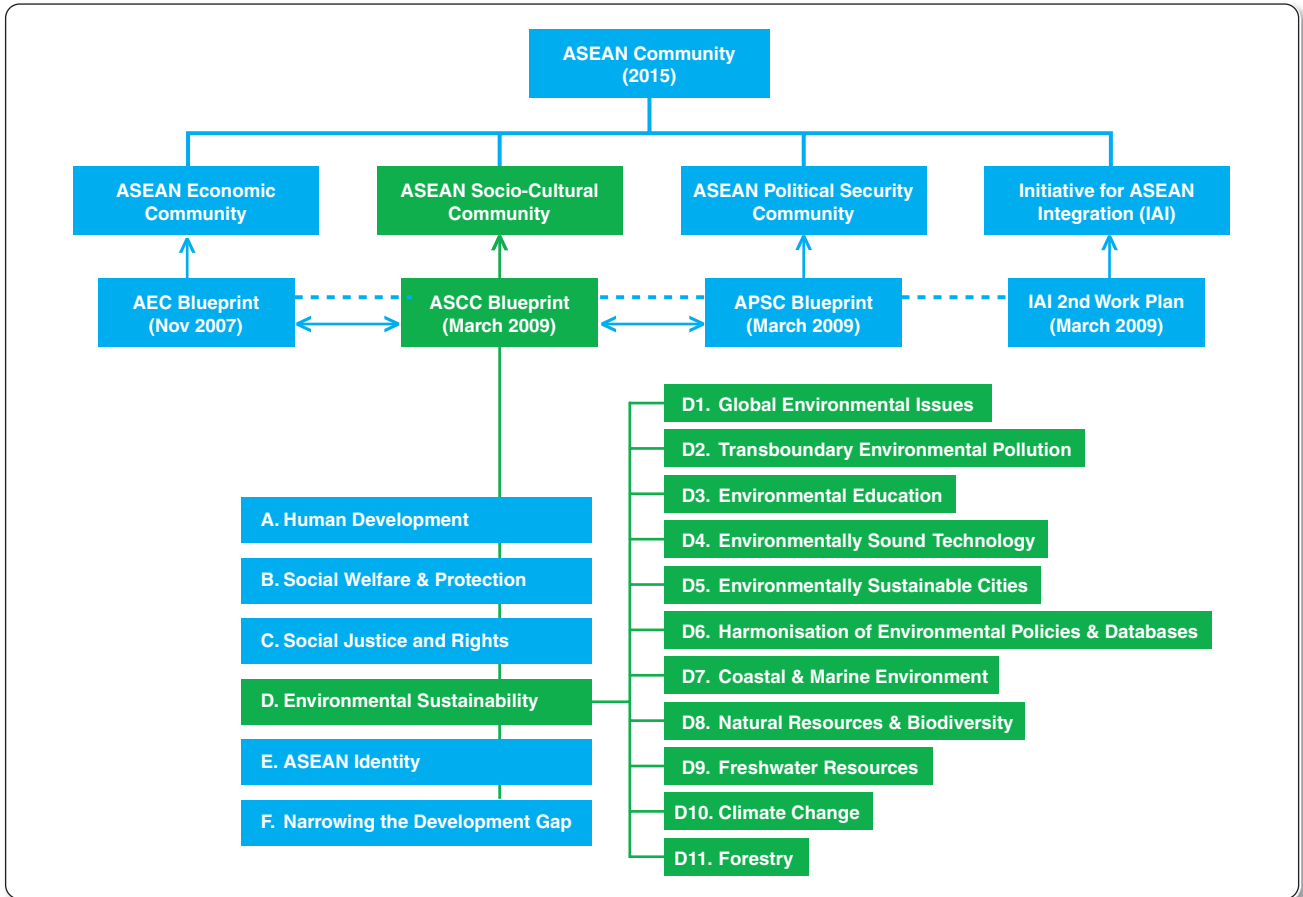 ASEAN Community
(2015)
ASEAN Economic
Community
ASEAN Socio-Cultural
Community
ASEAN Political Security
Community
Initiative for ASEAN
Integration (IAI)
AEC Blueprint
(Nov 2007)
ASCC Blueprint
(March 2009)
APSC Blueprint
(March 2009)
IAI 2nd Work Plan
(March 2009)
A. Human Development
B. Social Welfare & Protection
C. Social Justice and Rights
D. Environmental Sustainability
E. ASEAN Identity
F. Narrowing the Development Gap
D1. Global Environmental Issues
D2. Transboundary Environmental Pollution
D3. Environmental Education
D4. Environmentally Sound Technology
D5. Environmentally Sustainable Cities
D6. Harmonisation of Environmental Policies & Databases
D7. Coastal & Marine Environment
D8. Natural Resources & Biodiversity
D9. Freshwater Resources
D10. Climate Change
D11. Forestry